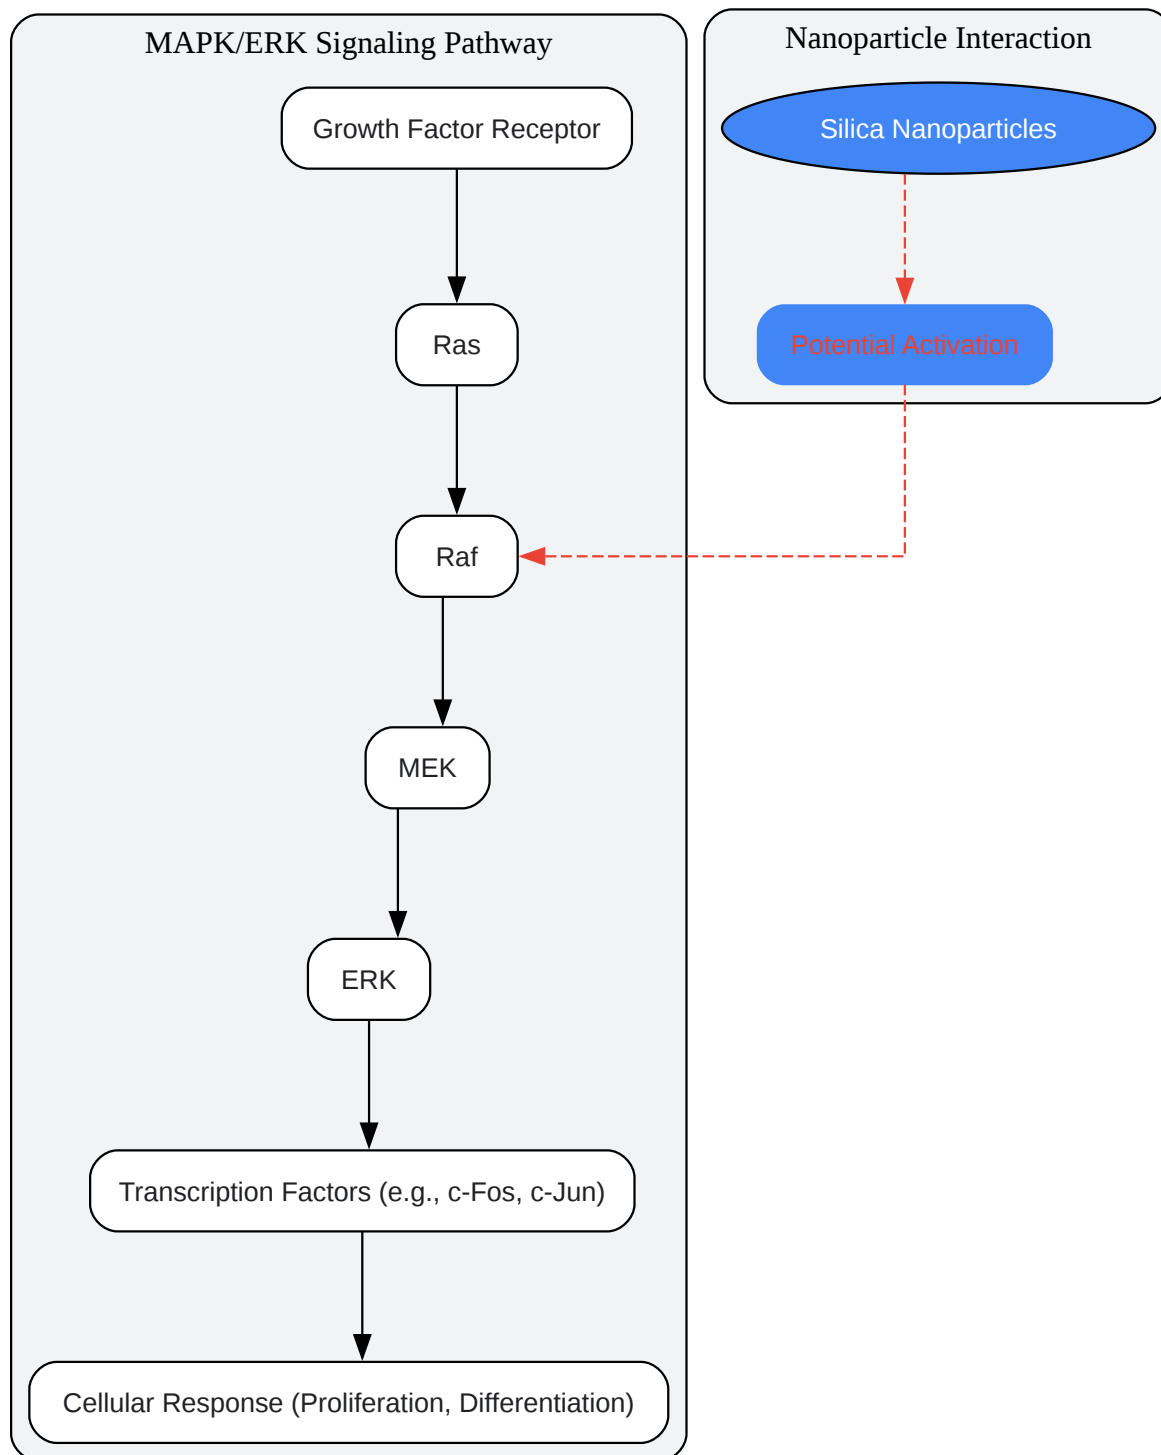 MAPK/ERK Signaling Pathway
Growth Factor Receptor
Ras
Raf
MEK
ERK
Transcription Factors (e.g., c-Fos, c-Jun)
Cellular Response (Proliferation, Differentiation)
Nanoparticle Interaction
Silica Nanoparticles
Potential Activation